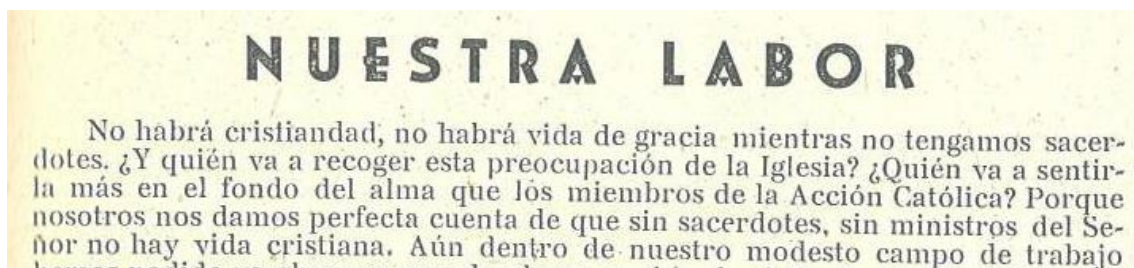 NUESTRA LABOR
No habrá cristiandad, no habrá vida de gracia mientras no tengamos sacer-
dotes. ¿Y quién va a recoger esta preocupación de la Iglesia? ¿Quién va a sentir-
la más en el fondo del alma que los miembros de la Acción Católica? Porque
nosotros nos damos perfecta cuenta de que sin sacerdotes, sin ministros del Se-
ñor no hay vida cristiana. Aún dentro de nuestro modesto campo de trabajo